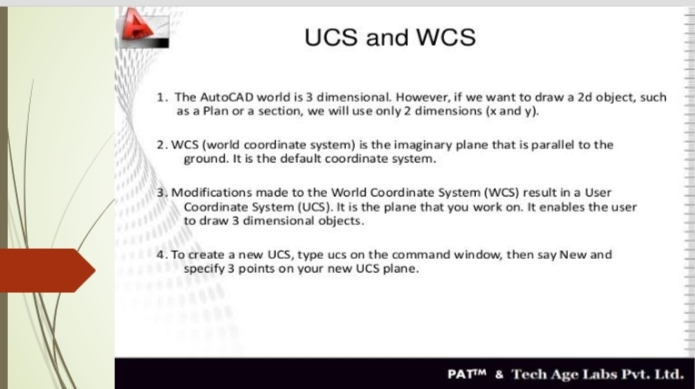 UCS and WCS
1. The AutoCAD world is 3 dimensional. However, if we want to draw a 2d object, such
as a Plan or a section, we will use only 2 dimensions (x and y).
2. WCS (world coordinate system) is the imaginary plane that is parallel to the
ground. It is the default coordinate system.
3. Modifications made to the World Coordinate System (WCS) result in a User
Coordinate System (UCS). It is the plane that you work on. It enables the user
to draw 3 dimensional objects.
4. To create a new UCS, type ucs on the command window, then say New and
specify 3 points on your new UCS plane.
PAT™ & Tech Age Labs Pvt. Ltd.